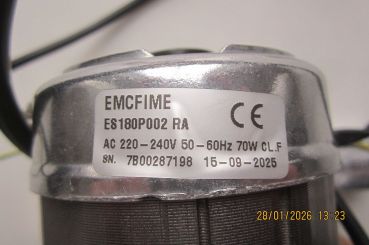 EMCFIME
E8180P002 RA
CE
AC 220-240V 50-60Hz 70W CL.F
SN. 7B00287198 15-09-2025
28/01/2026 13:23